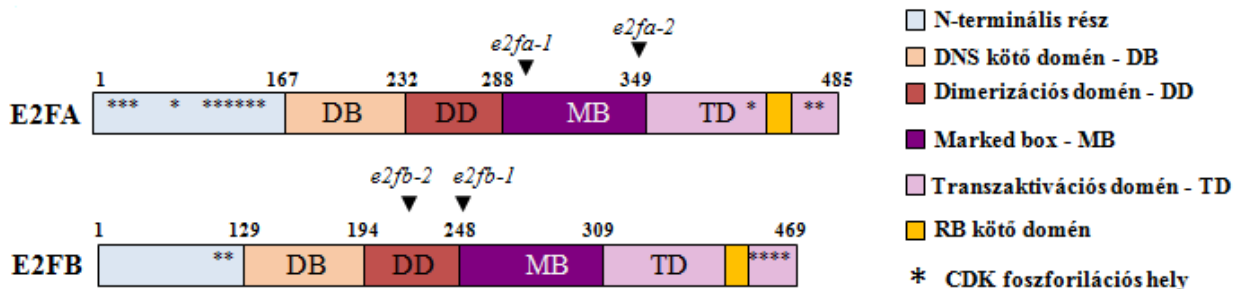 e2fa-1 e2fa-2
1 167 232 288 349 485
*** * ****** * **
E2FA DB DD MB TD
e2fb-2 e2fb-1
1 129 194 248 309 469
** ****
E2FB DB DD MB TD
N-terminális rész
DNS kötő domén - DB
Dimerizációs domén - DD
Marked box - MB
Transzaktivációs domén - TD
RB kötő domén
* CDK foszforilációs hely